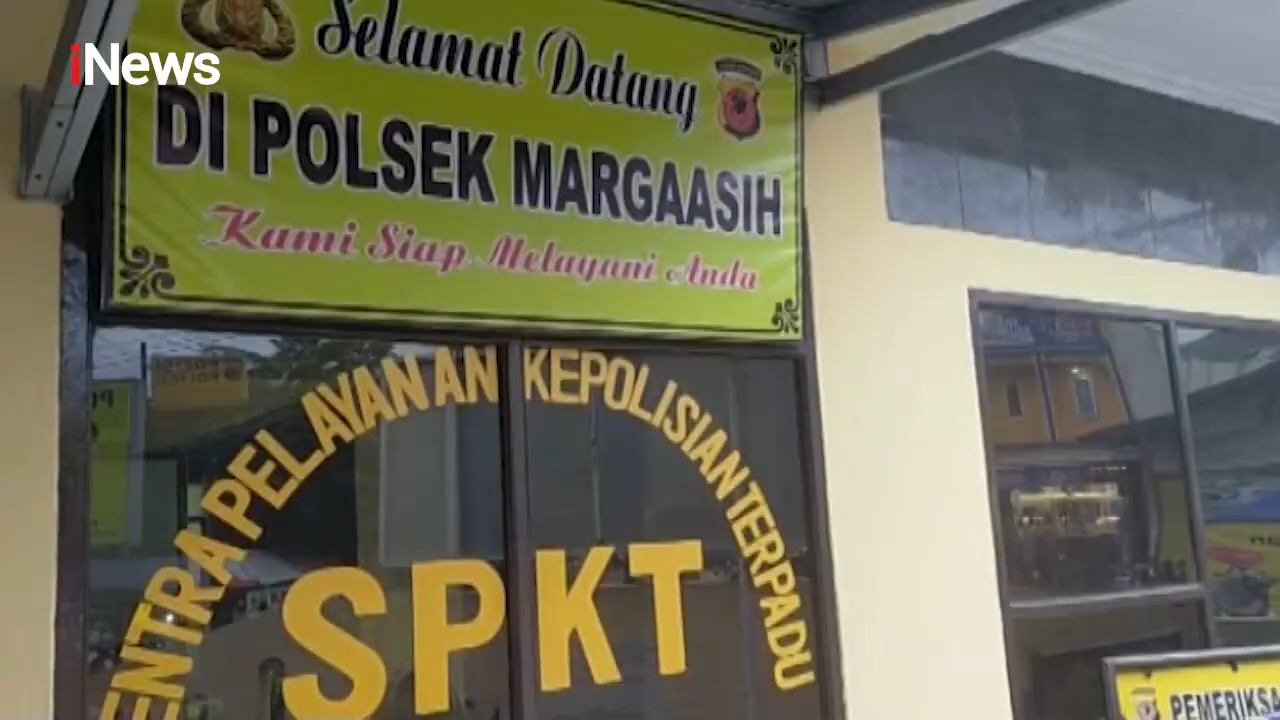 iNews
Selamat Datang
DI POLSEK MARGAASIH
Kami Siap Melayani Anda
ENTRA PELAYANAN KEPOLISIAN TERPADU
SPKT
PEMERIKSA